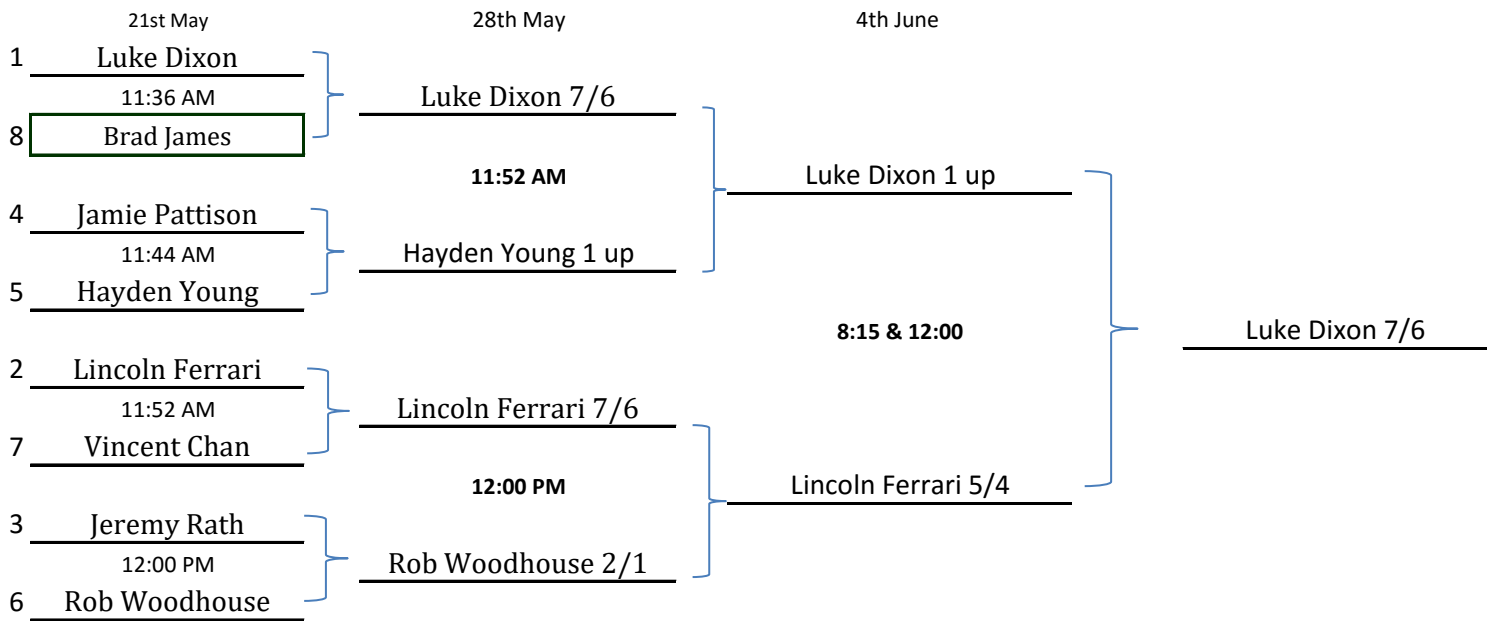 21st May 28th May 4th June
1 Luke Dixon
11:36 AM Luke Dixon 7/6
8 Brad James
11:52 AM Luke Dixon 1 up
4 Jamie Pattison
11:44 AM Hayden Young 1 up
5 Hayden Young
8:15 & 12:00 Luke Dixon 7/6
2 Lincoln Ferrari
11:52 AM Lincoln Ferrari 7/6
7 Vincent Chan
12:00 PM Lincoln Ferrari 5/4
3 Jeremy Rath
12:00 PM Rob Woodhouse 2/1
6 Rob Woodhouse